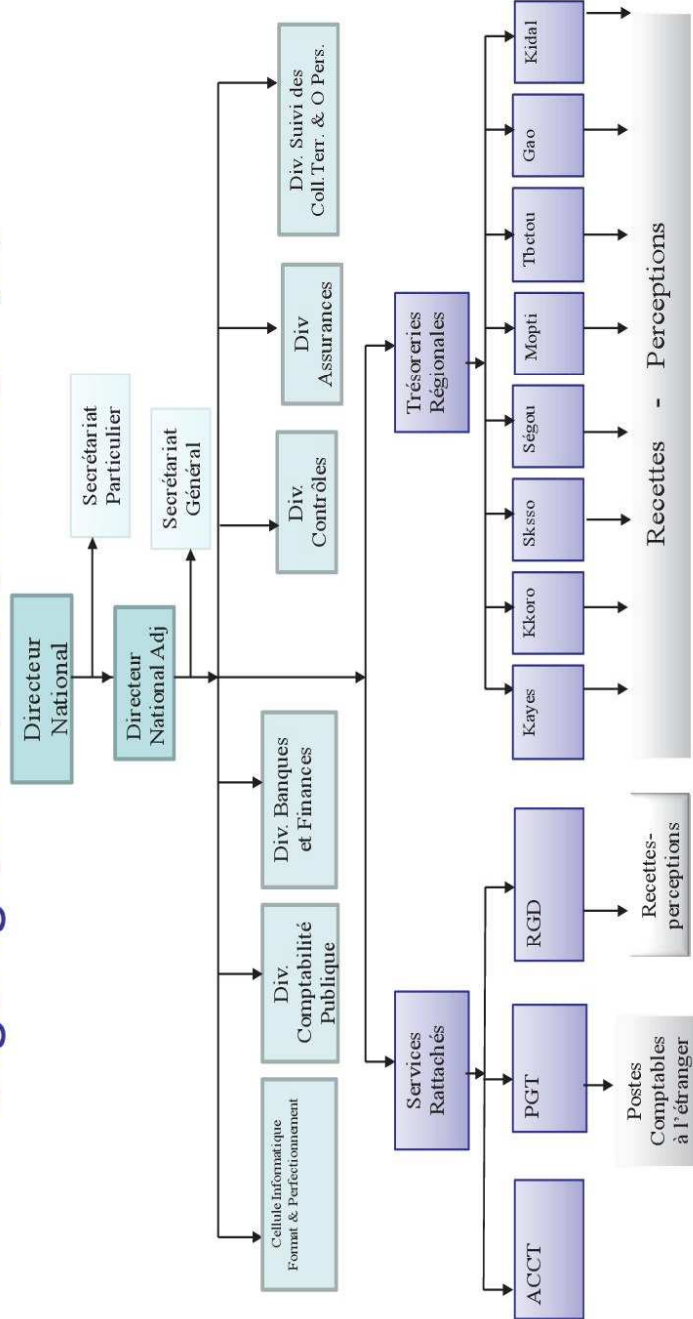 Directeur
National
Secrétariat
Particulier
Directeur
National Adj
Secrétariat
Général
Cellule Informatique
Format & Perfectionnement
Div.
Comptabilité
Publique
Div. Banques
et Finances
Div.
Contrôles
Div
Assurances
Div. Suivi des
Coll.Terr. & O Pers.
Services
Rattachés
Trésoreries
Régionales
ACCT
PGT
RGD
Kayes
Kkoro
Sksso
Ségou
Mopti
Tbctou
Gao
Kidal
Postes
Comptables
à l'étranger
Recettes-
perceptions
Recettes - Perceptions